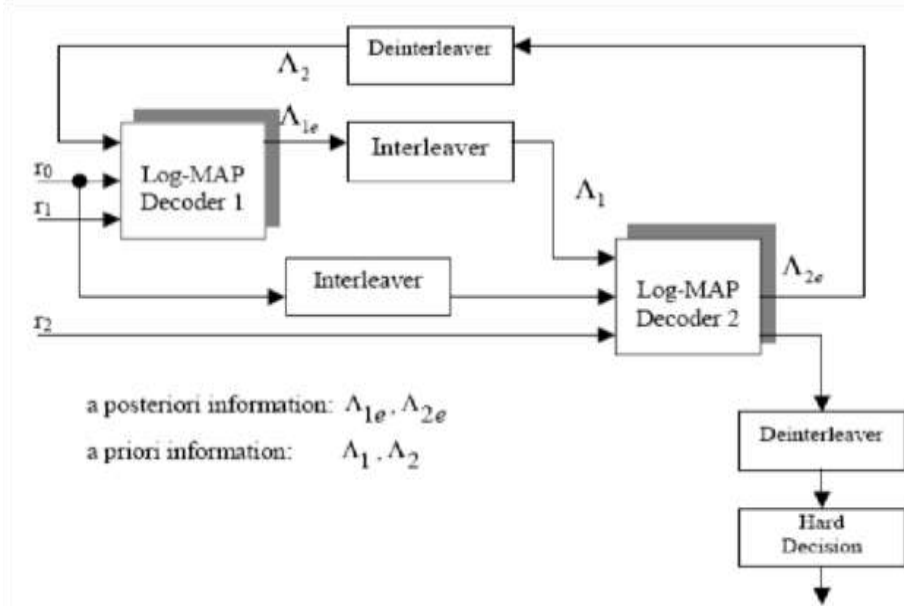 Deinterleaver
Λ2
Λ1e
Interleaver
Log-MAP
Decoder 1
r0
r1
Λ1
Interleaver
Log-MAP
Decoder 2
Λ2e
r2
a posteriori information: Λ1e , Λ2e
a priori information: Λ1 , Λ2
Deinterleaver
Hard
Decision